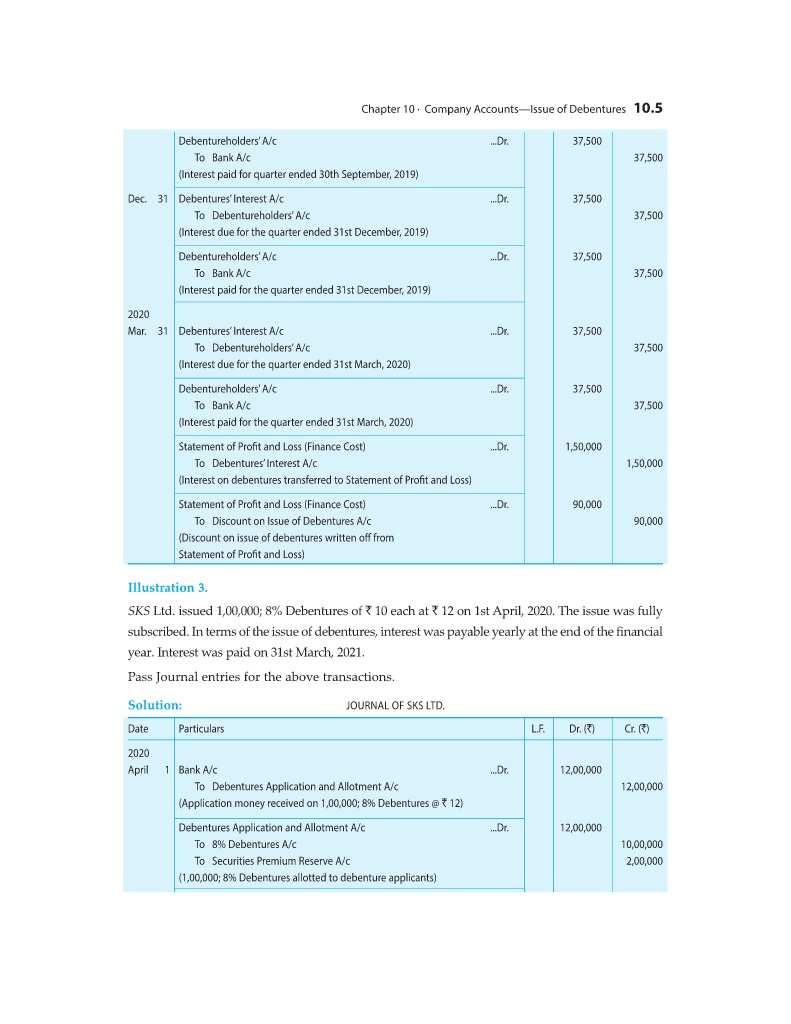 Chapter 10 · Company Accounts—Issue of Debentures 10.5
Debentureholders' A/c ...Dr. 37,500
To Bank A/c 37,500
(Interest paid for quarter ended 30th September, 2019)
Dec. 31 Debentures' Interest A/c ...Dr. 37,500
To Debentureholders' A/c 37,500
(Interest due for the quarter ended 31st December, 2019)
Debentureholders' A/c ...Dr. 37,500
To Bank A/c 37,500
(Interest paid for the quarter ended 31st December, 2019)
2020
Mar. 31 Debentures' Interest A/c ...Dr. 37,500
To Debentureholders' A/c 37,500
(Interest due for the quarter ended 31st March, 2020)
Debentureholders' A/c ...Dr. 37,500
To Bank A/c 37,500
(Interest paid for the quarter ended 31st March, 2020)
Statement of Profit and Loss (Finance Cost) ...Dr. 1,50,000
To Debentures' Interest A/c 1,50,000
(Interest on debentures transferred to Statement of Profit and Loss)
Statement of Profit and Loss (Finance Cost) ...Dr. 90,000
To Discount on Issue of Debentures A/c 90,000
(Discount on issue of debentures written off from
Statement of Profit and Loss)
Illustration 3.
SKS Ltd. issued 1,00,000; 8% Debentures of ₹ 10 each at ₹ 12 on 1st April, 2020. The issue was fully
subscribed. In terms of the issue of debentures, interest was payable yearly at the end of the financial
year. Interest was paid on 31st March, 2021.
Pass Journal entries for the above transactions.
Solution: JOURNAL OF SKS LTD.
Date Particulars L.F. Dr. (₹) Cr. (₹)
2020
April 1 Bank A/c ...Dr. 12,00,000
To Debentures Application and Allotment A/c 12,00,000
(Application money received on 1,00,000; 8% Debentures @ ₹ 12)
Debentures Application and Allotment A/c ...Dr. 12,00,000
To 8% Debentures A/c 10,00,000
To Securities Premium Reserve A/c 2,00,000
(1,00,000; 8% Debentures allotted to debenture applicants)